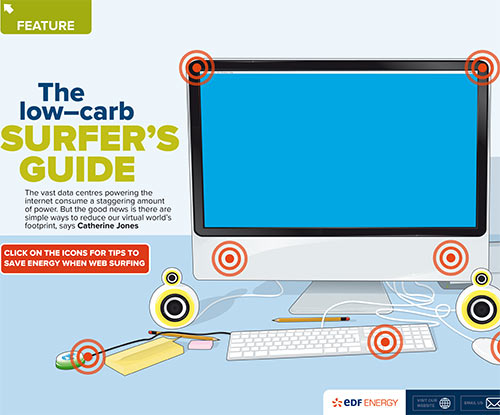 FEATURE
The
low–carb
SURFER'S
GUIDE
The vast data centres powering the
internet consume a staggering amount
of power. But the good news is there are
simple ways to reduce our virtual world's
footprint, says Catherine Jones
CLICK ON THE ICONS FOR TIPS TO
SAVE ENERGY WHEN WEB SURFING
eDF ENERGY
VISIT OUR
WEBSITE
EMAIL US